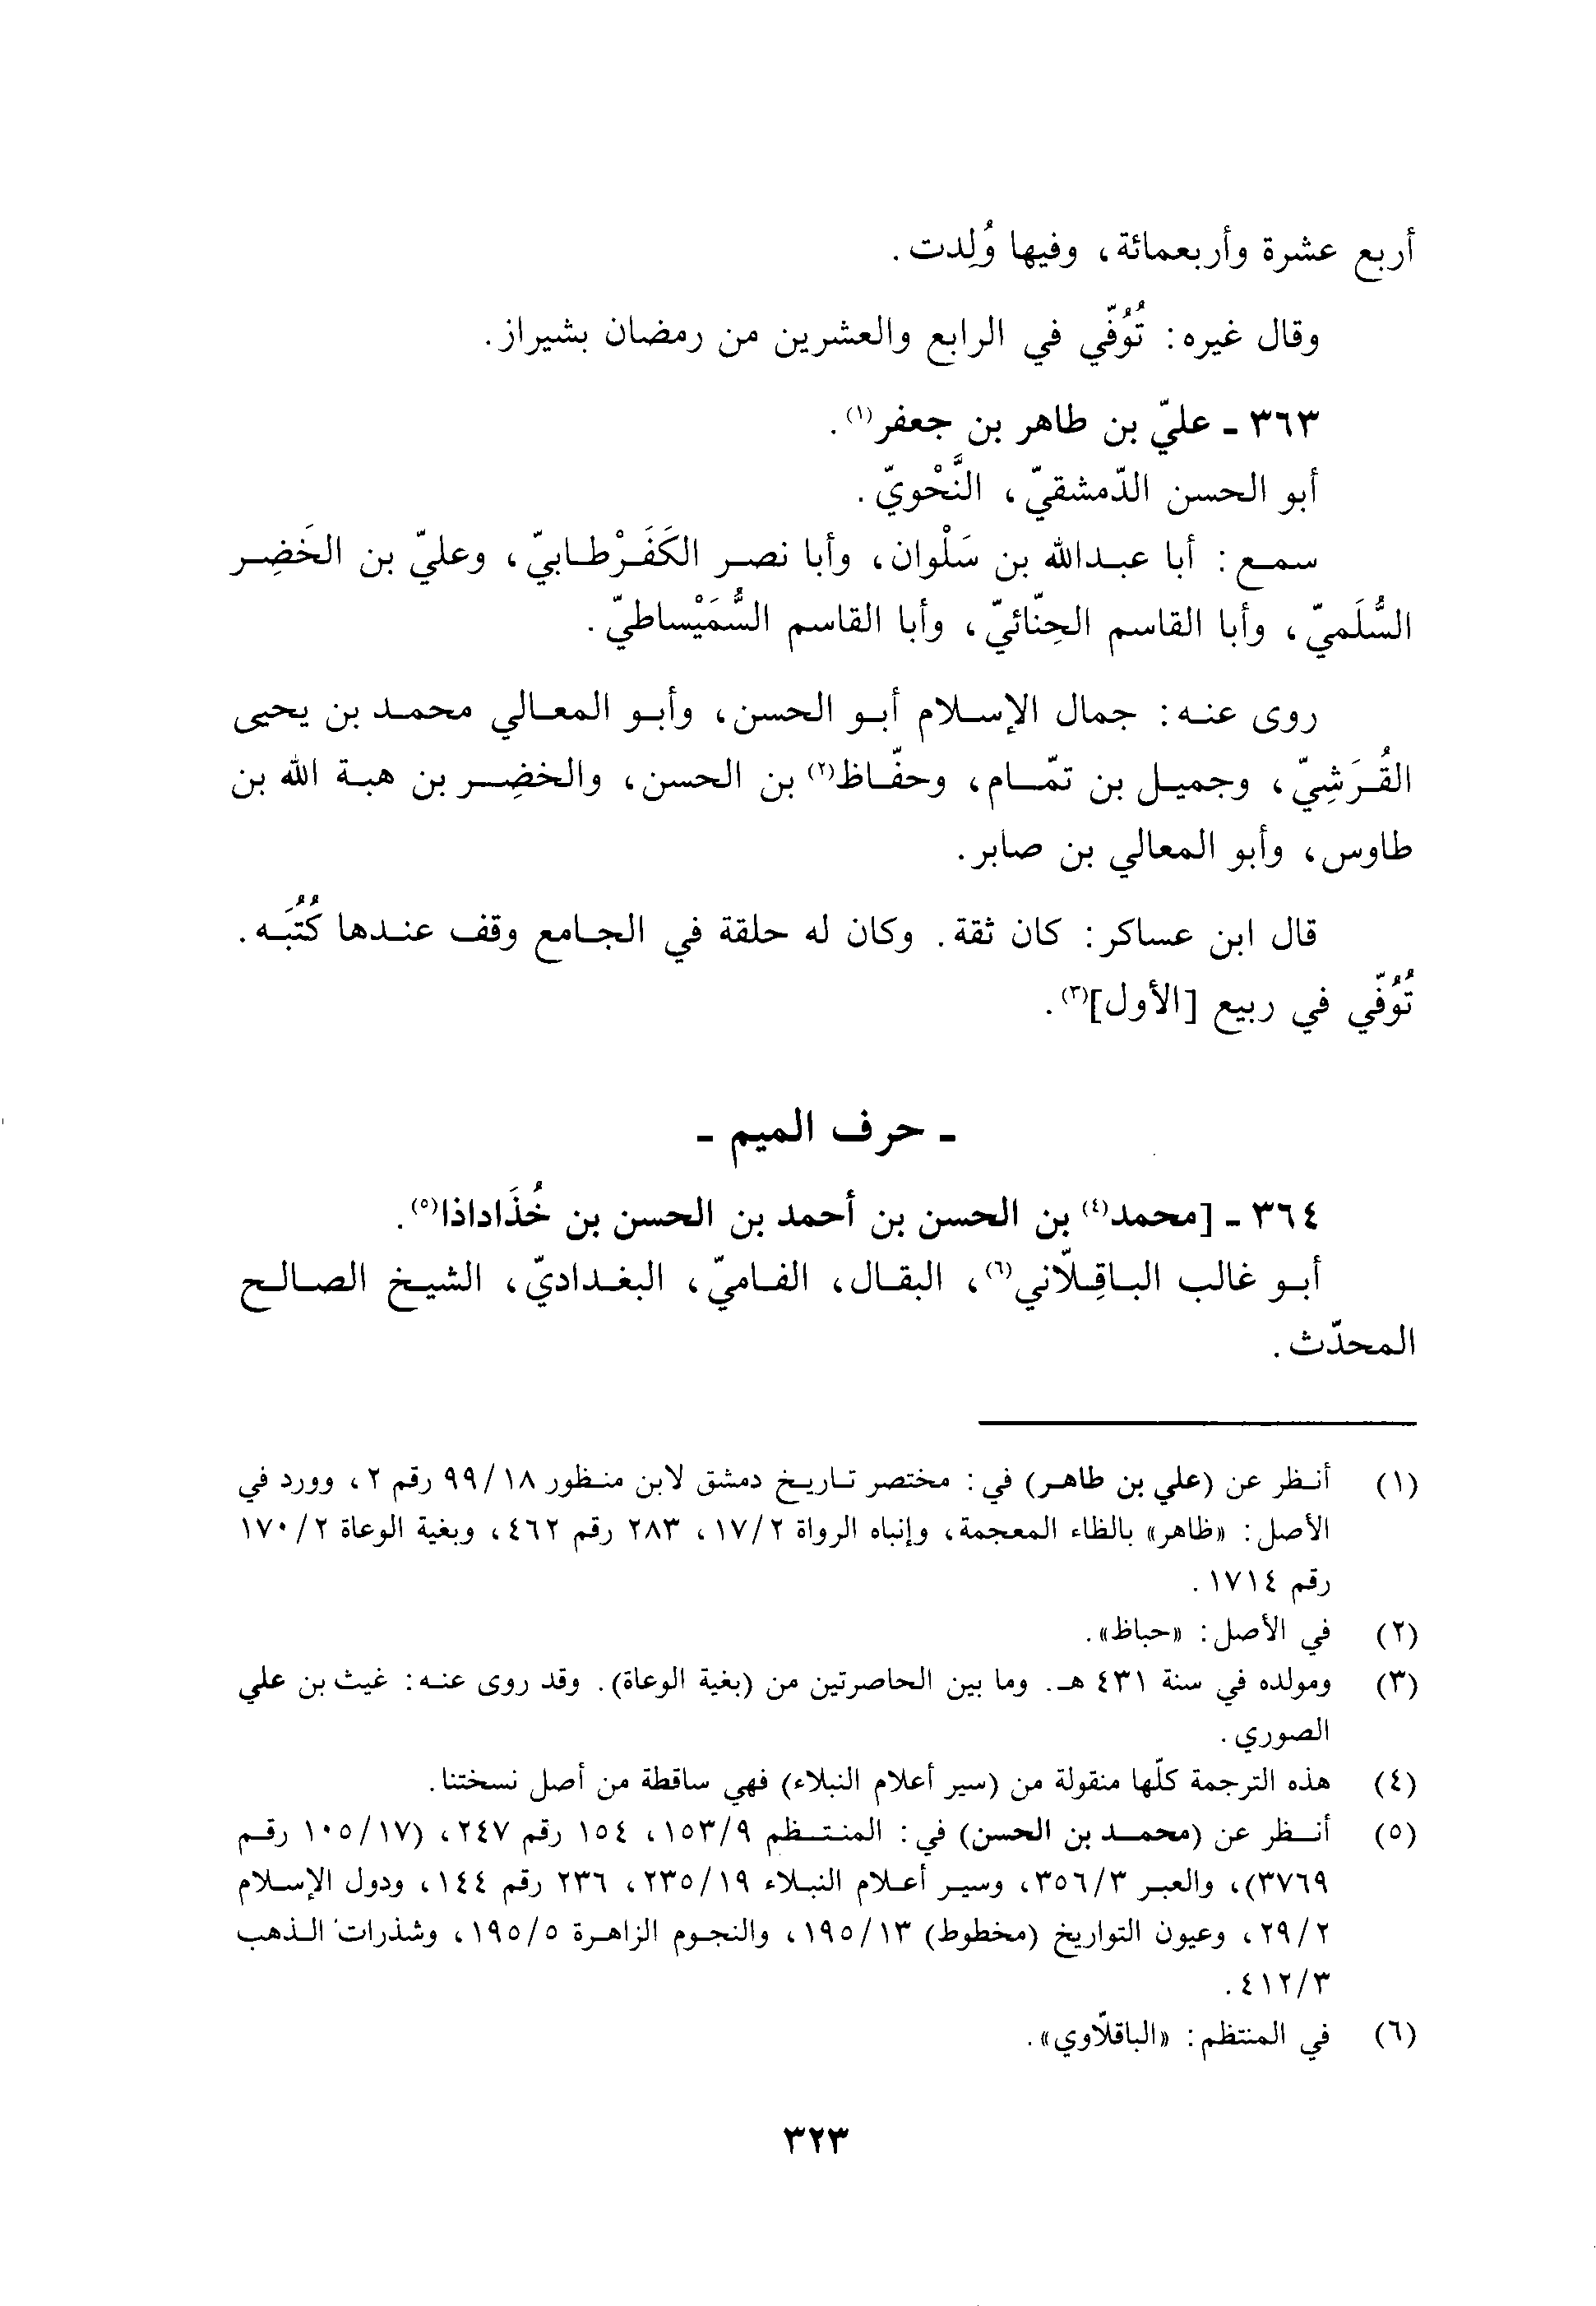 أربع عشرة وأربعمائة، وفيها وُلِدت.
وقال غيره: تُوُفّي في الرابع والعشرين من رمضان بشيراز.
٣٦٣ ـ عليّ بن طاهر بن جعفر(١).
أبو الحسن الدّمشقيّ، النَّحْويّ.
سمع: أبا عبدالله بن سَلْوان، وأبا نصر الكَفَرْطابيّ، وعليّ بن الخَضِر
السُّلَميّ، وأبا القاسم الحِنّائيّ، وأبا القاسم السُّمَيْساطيّ.
روى عنه: جمال الإسلام أبو الحسن، وأبو المعالي محمد بن يحيى
القُرَشِيّ، وجميل بن تمّام، وحفّاظ(٢) بن الحسن، والخضِر بن هبة الله بن
طاوس، وأبو المعالي بن صابر.
قال ابن عساكر: كان ثقة. وكان له حلقة في الجامع وقف عندها كُتُبَه.
تُوُفّي في ربيع [الأول](٣).
ـ حرف الميم ـ
٣٦٤ ـ [محمد(٤) بن الحسن بن أحمد بن الحسن بن خُذَاداذا(٥).
أبو غالب الباقِلّاني(٦)، البقال، الفاميّ، البغداديّ، الشيخ الصالح
المحدّث.
(١) أنظر عن (علي بن طاهر) في: مختصر تاريخ دمشق لابن منظور ٩٩/١٨ رقم ٢، وورد في
الأصل: «ظاهر» بالظاء المعجمة، وإنباه الرواة ١٧/٢، ٢٨٣ رقم ٤٦٢، وبغية الوعاة ١٧٠/٢
رقم ١٧١٤.
(٢) في الأصل: «حباظ».
(٣) ومولده في سنة ٤٣١ هـ. وما بين الحاصرتين من (بغية الوعاة). وقد روى عنه: غيث بن علي
الصوري.
(٤) هذه الترجمة كلّها منقولة من (سير أعلام النبلاء) فهي ساقطة من أصل نسختنا.
(٥) أنظر عن (محمد بن الحسن) في: المنتظم ١٥٣/٩، ١٥٤ رقم ٢٤٧، (١٠٥/١٧ رقم
٣٧٦٩)، والعبر ٣٥٦/٣، وسير أعلام النبلاء ٢٣٥/١٩، ٢٣٦ رقم ١٤٤، ودول الإسلام
٢٩/٢، وعيون التواريخ (مخطوط) ١٩٥/١٣، والنجوم الزاهرة ١٩٥/٥، وشذرات الذهب
٤١٢/٣.
(٦) في المنتظم: «الباقلّاوي».
٣٢٣